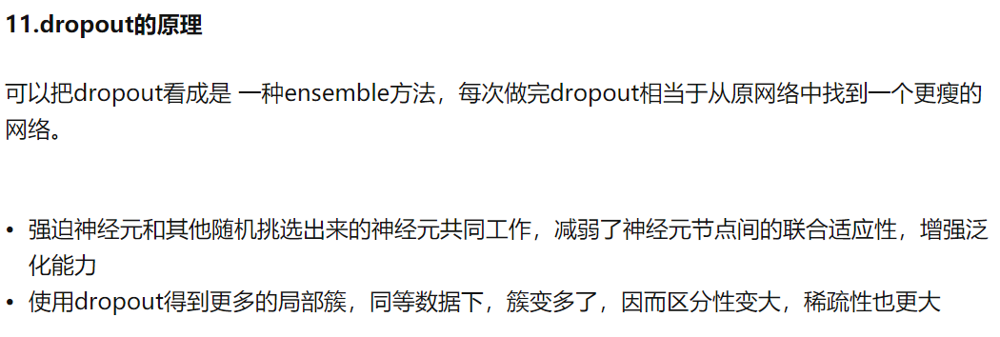 11.dropout的原理
可以把dropout看成是 一种ensemble方法，每次做完dropout相当于从原网络中找到一个更瘦的
网络。
• 强迫神经元和其他随机挑选出来的神经元共同工作，减弱了神经元节点间的联合适应性，增强泛
化能力
• 使用dropout得到更多的局部簇，同等数据下，簇变多了，因而区分性变大，稀疏性也更大